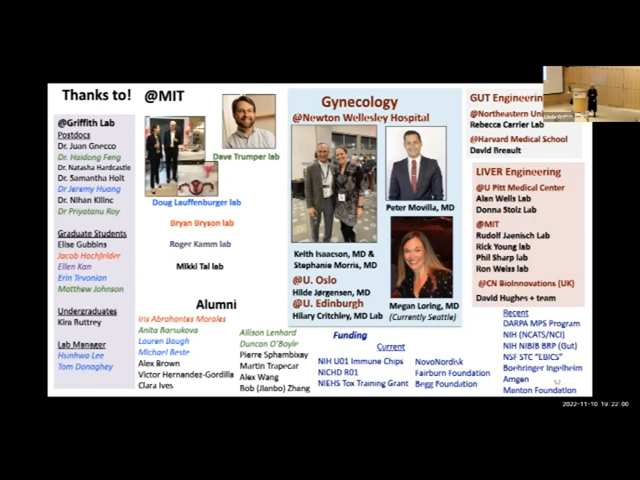 Thanks to!
@MIT
@Griffith Lab
Postdocs
Dr. Juan Gnecco
Dr. Haidong Feng
Dr. Natasha Hardcastle
Dr. Samantha Holt
Dr Jeremy Huang
Dr. Nihan Kilinc
Dr Priyatanu Roy
Graduate Students
Elise Gubbins
Jacob Hochfelder
Ellen Kan
Erin Tevonian
Matthew Johnson
Undergraduates
Kira Buttrey
Lab Manager
Hsinhwa Lee
Tom Donaghey
Dave Trumper lab
Doug Lauffenburger lab
Bryan Bryson lab
Roger Kamm lab
Mikki Tal lab
Alumni
Iris Abrahantes Morales
Anita Barsukova
Lauren Baugh
Michael Beste
Alex Brown
Victor Hernandez-Gordilla
Clara Ives
Allison Lenhard
Duncan O'Boyle
Pierre Sphambixay
Martin Trapecar
Alex Wang
Bob (Jianbo) Zhang
Gynecology
@Newton Wellesley Hospital
Keith Isaacson, MD &
Stephanie Morris, MD
@U. Oslo
Hilde Jørgensen, MD
@U. Edinburgh
Hilary Critchley, MD Lab
Peter Movilla, MD
Megan Loring, MD
(Currently Seattle)
Funding
Current
NIH U01 Immune Chips
NICHD R01
NIEHS Tox Training Grant
NovoNordisk
Fairburn Foundation
Begg Foundation
GUT Engineerin
@Northeastern Uni
Rebecca Carrier Lab
@Harvard Medical School
David Breault
LIVER Engineering
@U Pitt Medical Center
Alan Wells Lab
Donna Stolz Lab
@MIT
Rudolf Jaenisch Lab
Rick Young lab
Phil Sharp lab
Ron Weiss lab
@CN BioInnovations (UK)
David Hughes + team
Recent
DARPA MPS Program
NIH (NCATS/NCI)
NIH NIBIB BRP (Gut)
NSF STC "EBICS"
Boehringer Ingelheim
Amgen
Manton Foundation
52
2022-11-10 19:22:00